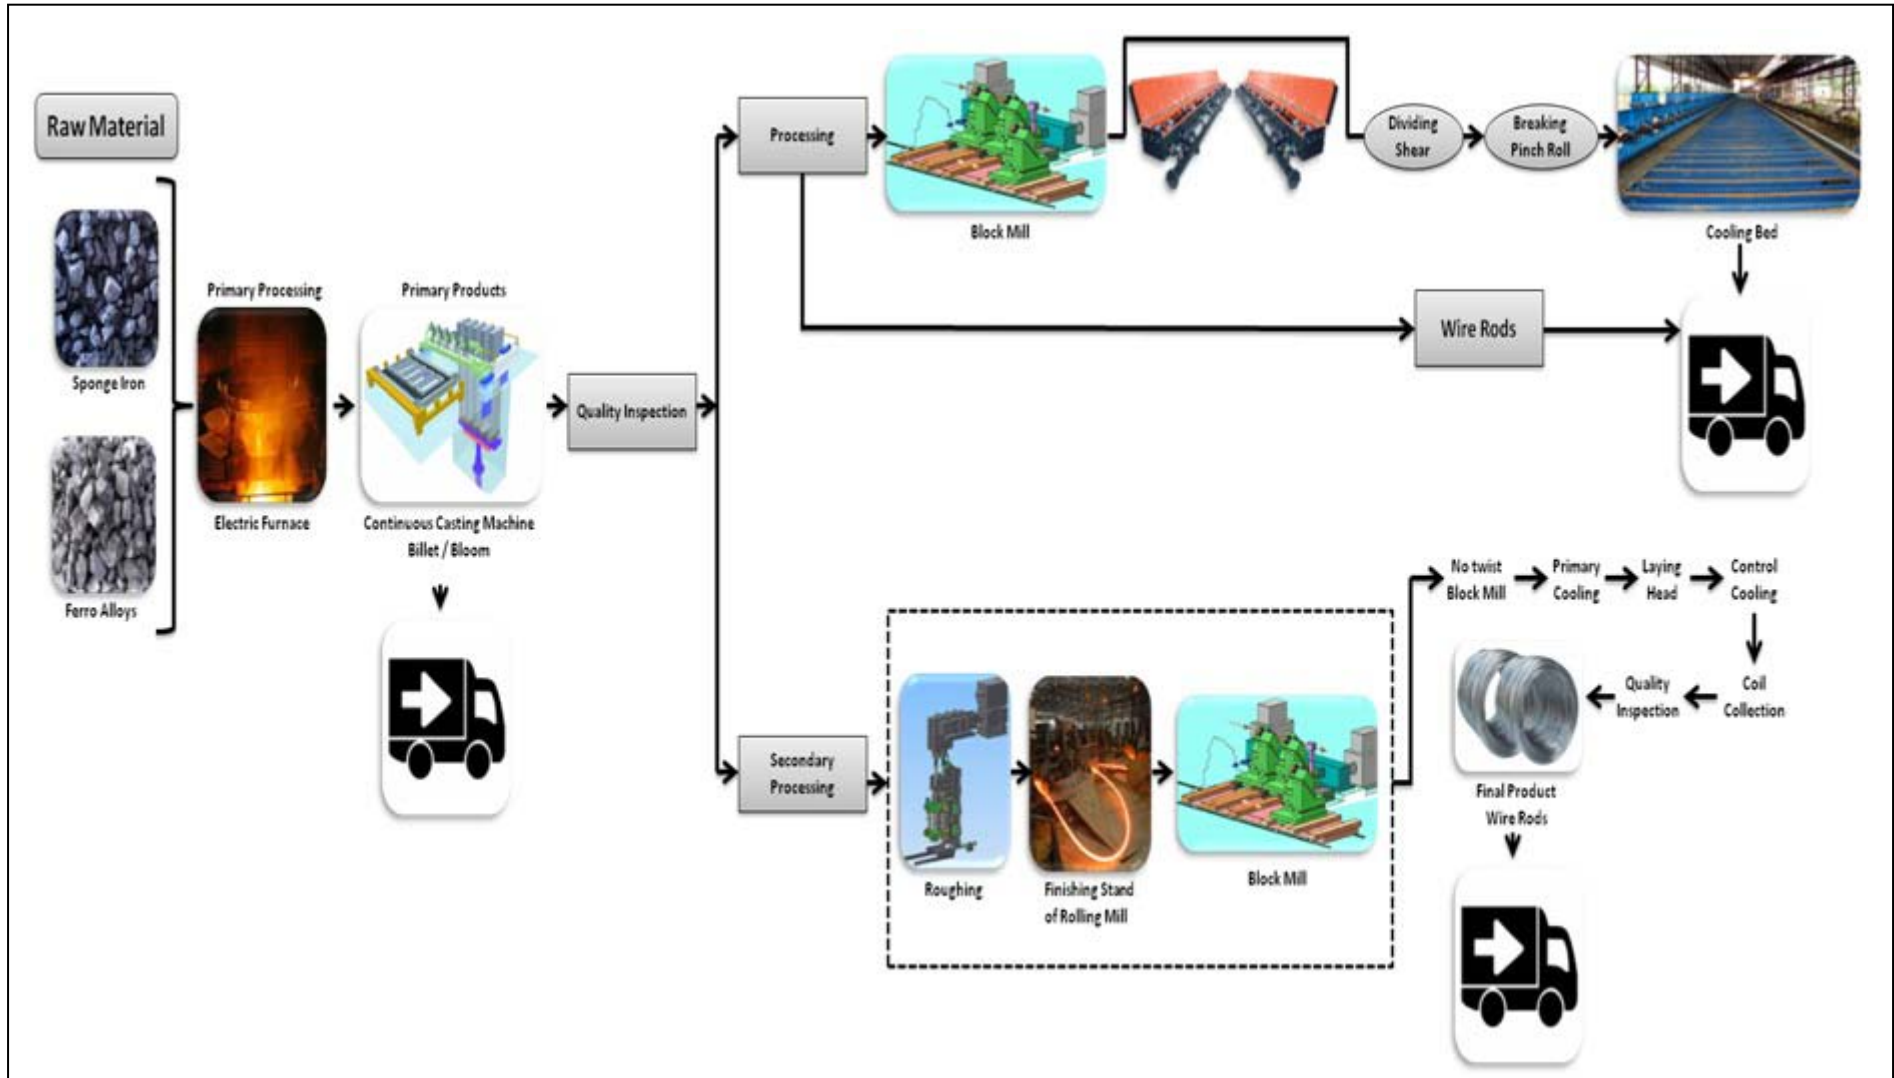 Raw Material
Sponge Iron
Ferro Alloys
Primary Processing
Electric Furnace
Primary Products
Continuous Casting Machine
Billet / Bloom
Quality Inspection
Processing
Block Mill
Dividing
Shear
Breaking
Pinch Roll
Cooling Bed
Wire Rods
Secondary
Processing
Roughing
Finishing Stand
of Rolling Mill
Block Mill
No twist
Block Mill
Primary
Cooling
Laying
Head
Control
Cooling
Coil
Collection
Quality
Inspection
Final Product
Wire Rods